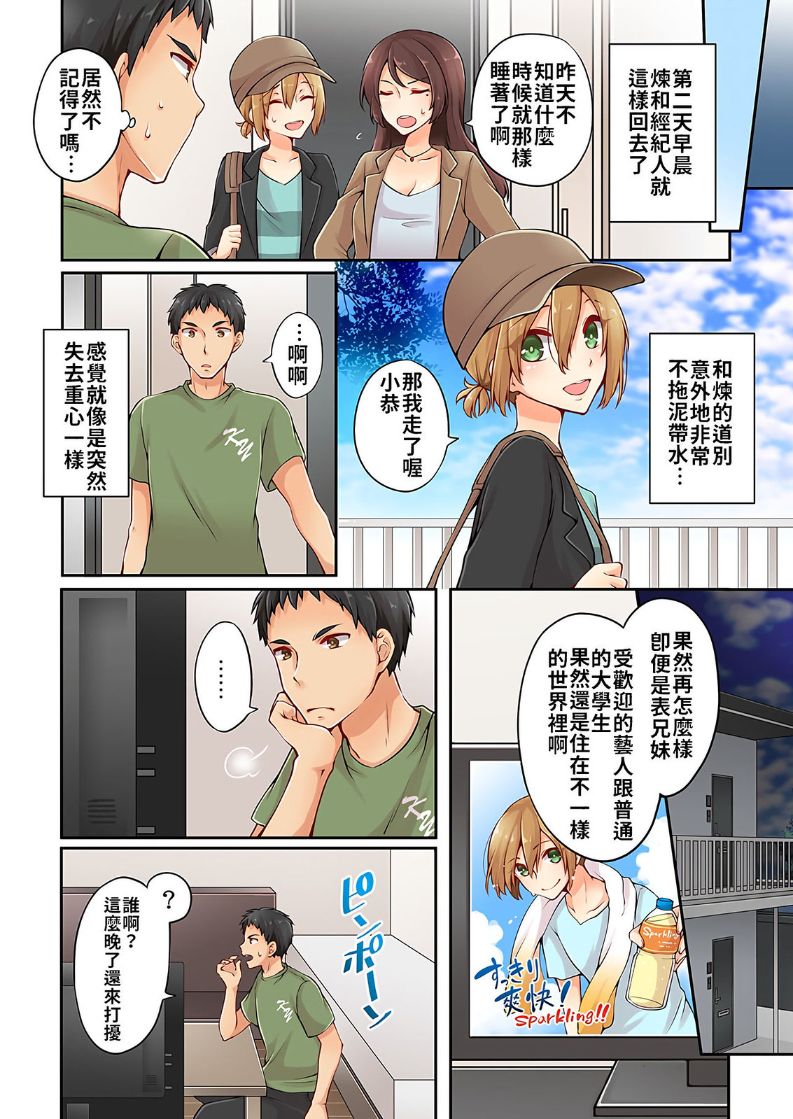 第二天早晨
煉和經紀人就
這樣回去了
昨天不
知道什麼
時候就那樣
睡著了啊
居然不
記得了嗎…
和煉的道別
意外地非常
不拖泥帶水…
那我走了喔
小恭
…啊啊
感覺就像是突然
失去重心一樣
果然再怎麼樣
即便是表兄妹
受歡迎的藝人跟普通
的大學生
果然還是住在不一樣
的世界裡啊
Sparkling
すっきり
爽快!
Sparkling!!
……
ピンポーン
?
誰啊?
這麼晚了還來打擾